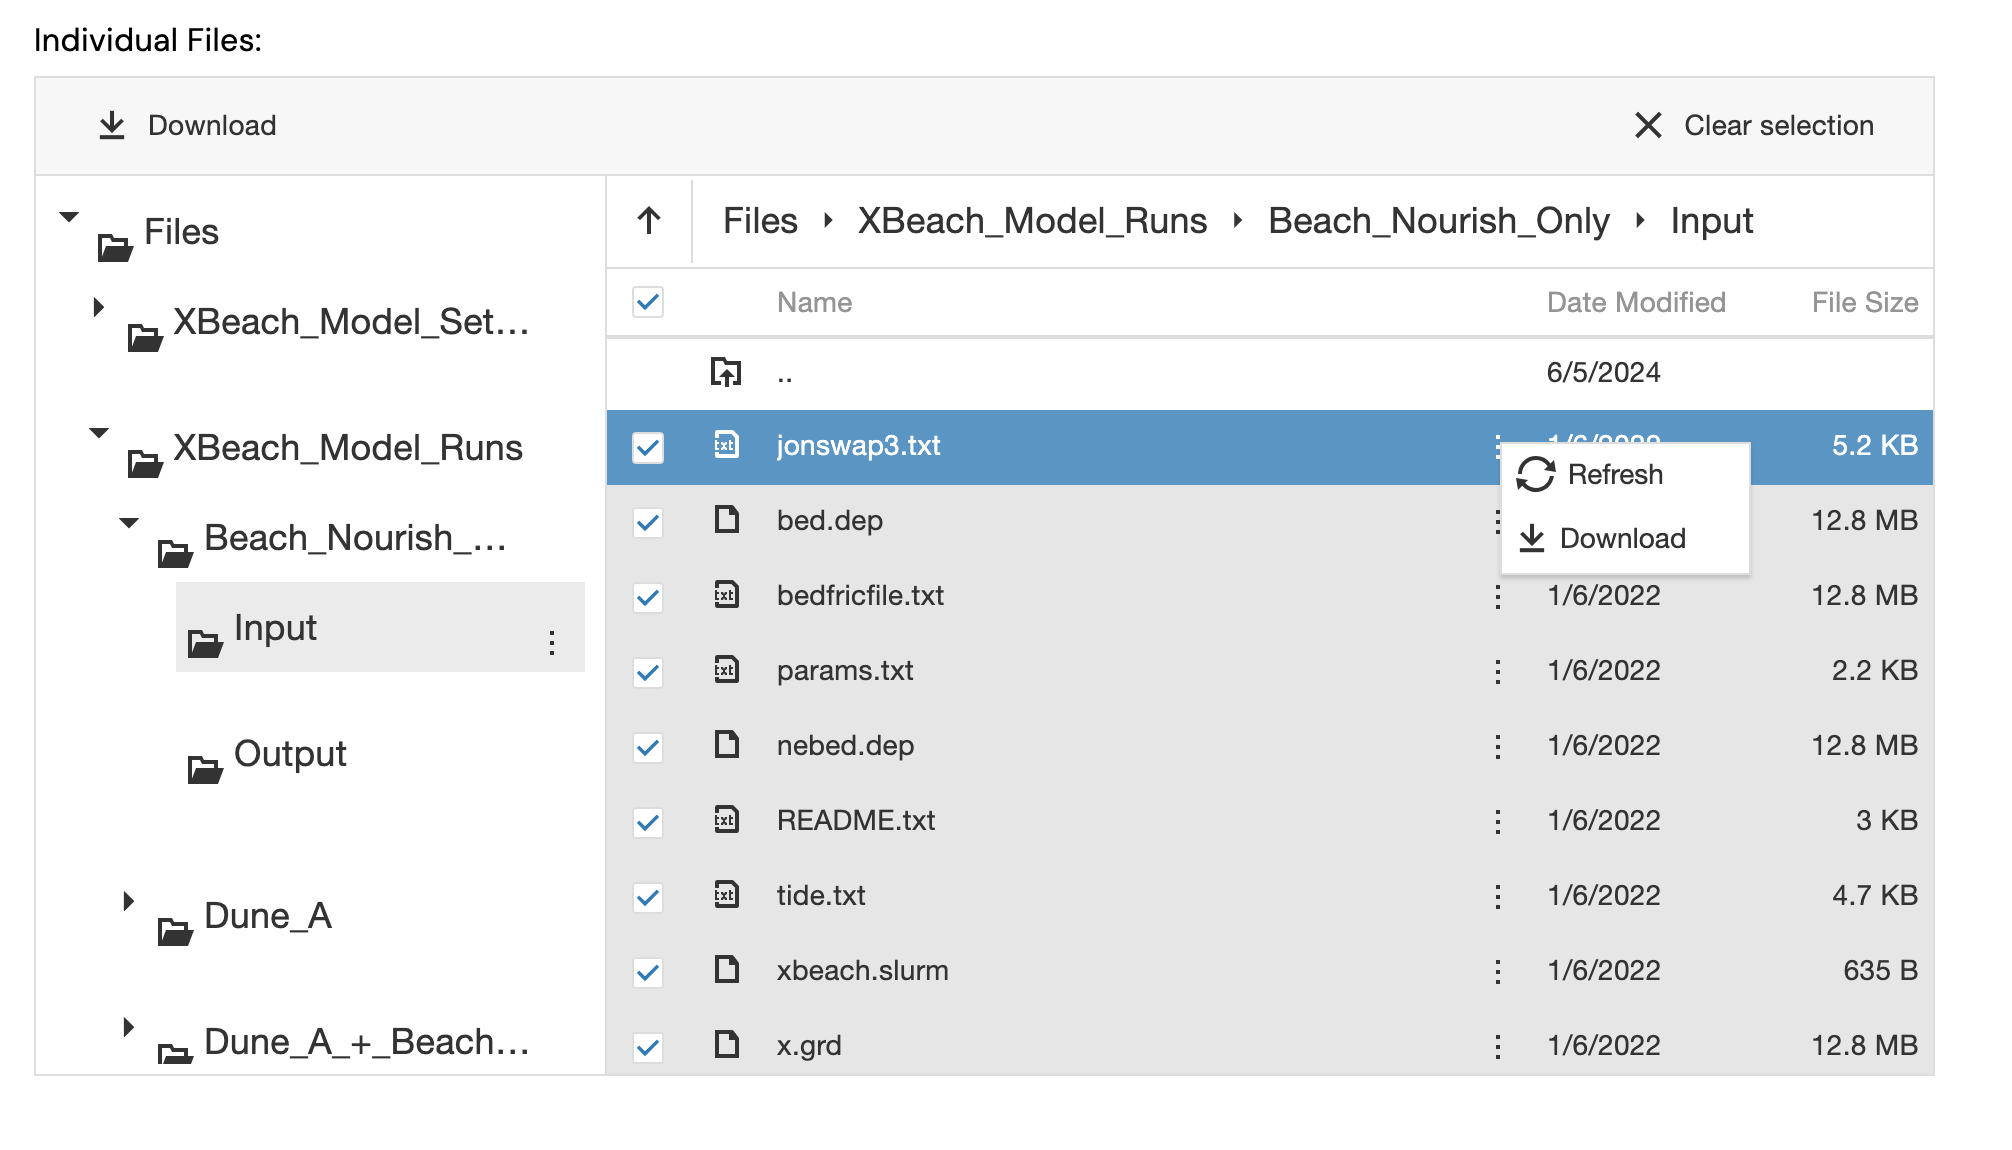 Individual Files:
Download
Clear selection
Files
XBeach_Model_Set...
XBeach_Model_Runs
Beach_Nourish_...
Input
Output
Dune_A
Dune_A_+_Beach...
Files XBeach_Model_Runs Beach_Nourish_Only Input
Name Date Modified File Size
.. 6/5/2024
jonswap3.txt 1/6/2022 5.2 KB
Refresh
Download
bed.dep 12.8 MB
bedfricfile.txt 1/6/2022 12.8 MB
params.txt 1/6/2022 2.2 KB
nebed.dep 1/6/2022 12.8 MB
README.txt 1/6/2022 3 KB
tide.txt 1/6/2022 4.7 KB
xbeach.slurm 1/6/2022 635 B
x.grd 1/6/2022 12.8 MB